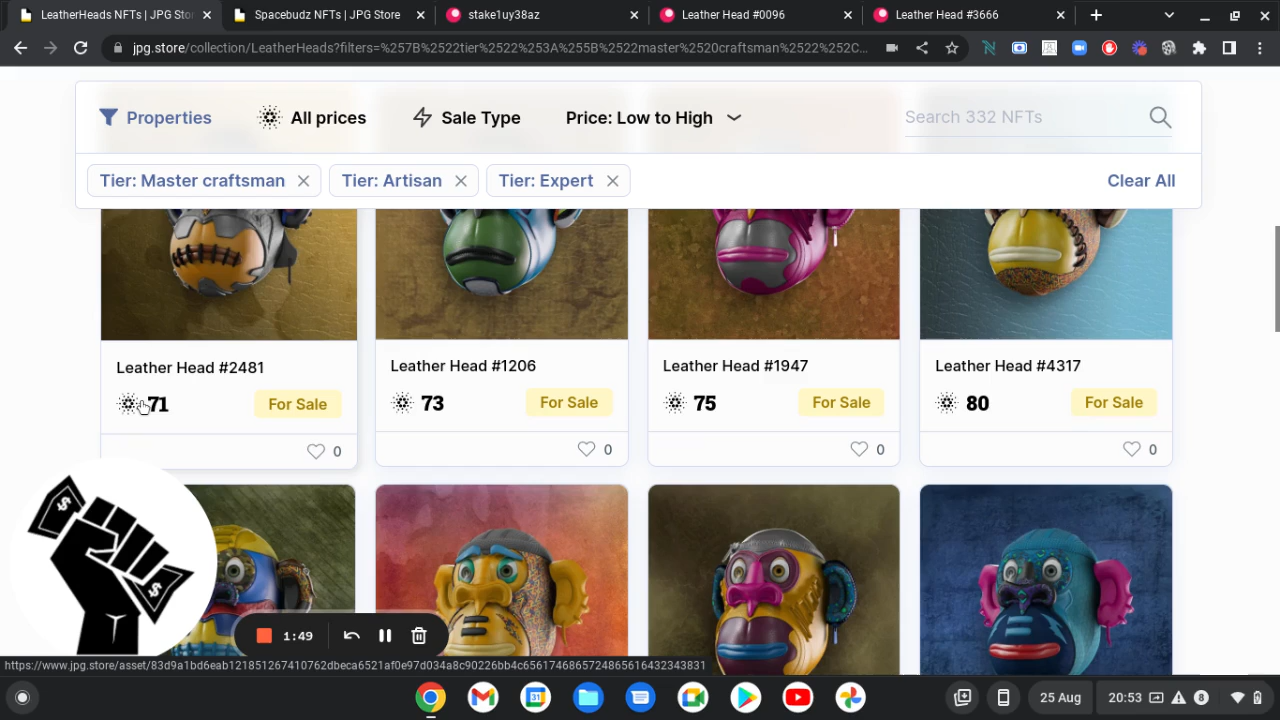 LeatherHeads NFTs | JPG Sto
Spacebudz NFTs | JPG Store
stake1uy38az
Leather Head #0096
Leather Head #3666
jpg.store/collection/LeatherHeads?filters=%257B%2522tier%2522%253A%255B%2522master%2520craftsman%2522%252C...
Properties
All prices
Sale Type
Price: Low to High
Search 332 NFTs
Tier: Master craftsman
Tier: Artisan
Tier: Expert
Clear All
Leather Head #2481
Leather Head #1206
Leather Head #1947
Leather Head #4317
71
For Sale
73
For Sale
75
For Sale
80
For Sale
0
0
0
0
$
$
1:49
https://www.jpg.store/asset/83d9a1bd6eab121851267410762dbeca6521af0e97d034a8c90226bb4c656174686572486561642343831
31
25 Aug
20:53
8